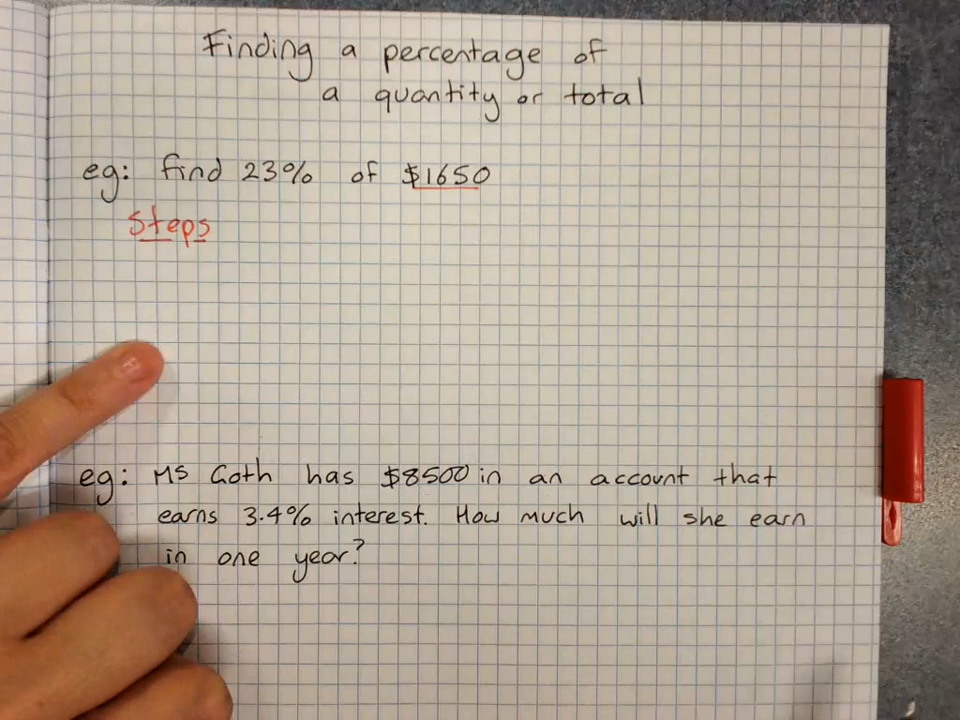 Finding a percentage of
a quantity or total
eg: find 23% of $1650
Steps
eg: Ms Goth has $8500 in an account that
earns 3.4% interest. How much will she earn
in one year?